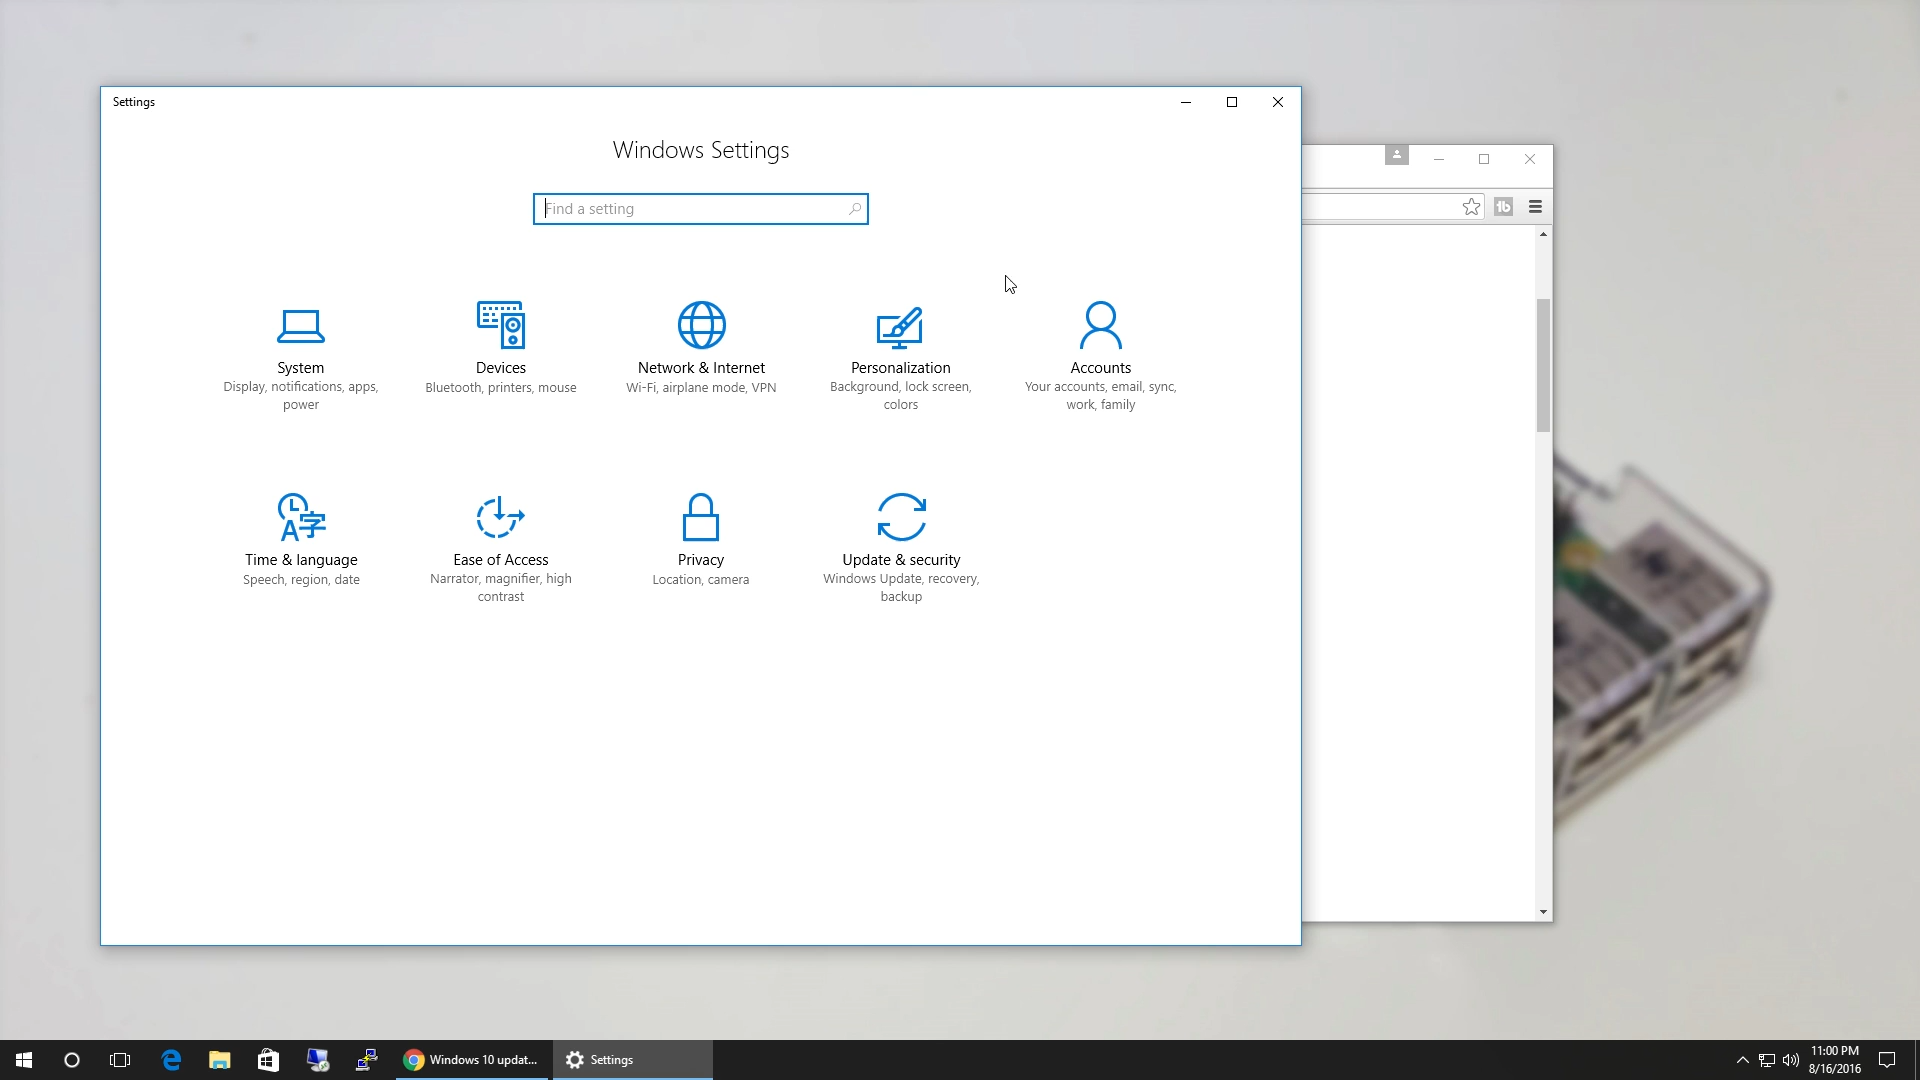 Settings
Windows Settings
Find a setting
System
Display, notifications, apps,
power
Devices
Bluetooth, printers, mouse
Network & Internet
Wi-Fi, airplane mode, VPN
Personalization
Background, lock screen,
colors
Accounts
Your accounts, email, sync,
work, family
Time & language
Speech, region, date
Ease of Access
Narrator, magnifier, high
contrast
Privacy
Location, camera
Update & security
Windows Update, recovery,
backup
Windows 10 updat...
Settings
11:00 PM
8/16/2016